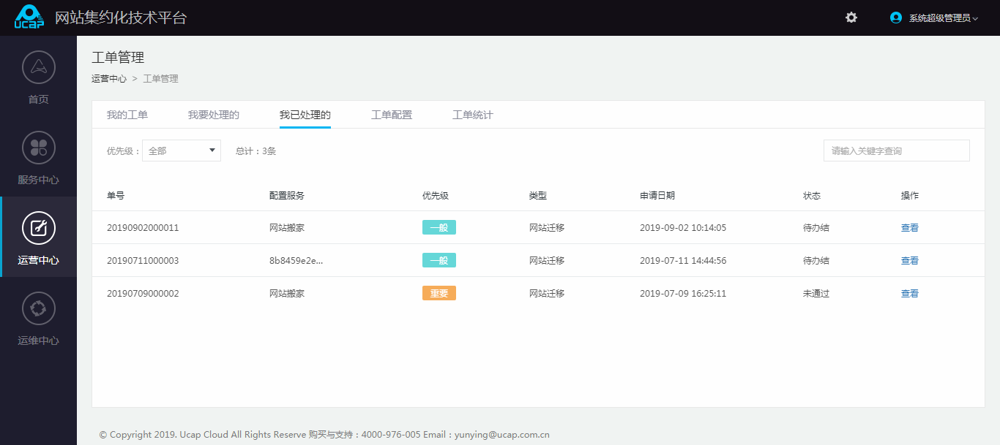 ucap 网站集约化技术平台
系统超级管理员
首页
服务中心
运营中心
运维中心
工单管理
运营中心 > 工单管理
我的工单 我要处理的 我已处理的 工单配置 工单统计
优先级： 全部 总计：3条 请输入关键字查询
单号 配置服务 优先级 类型 申请日期 状态 操作
20190902000011 网站搬家 一般 网站迁移 2019-09-02 10:14:05 待办结 查看
20190711000003 8b8459e2e... 一般 网站迁移 2019-07-11 14:44:56 待办结 查看
20190709000002 网站搬家 重要 网站迁移 2019-07-09 16:25:11 未通过 查看
© Copyright 2019. Ucap Cloud All Rights Reserve 购买与支持：4000-976-005 Email：yunying@ucap.com.cn